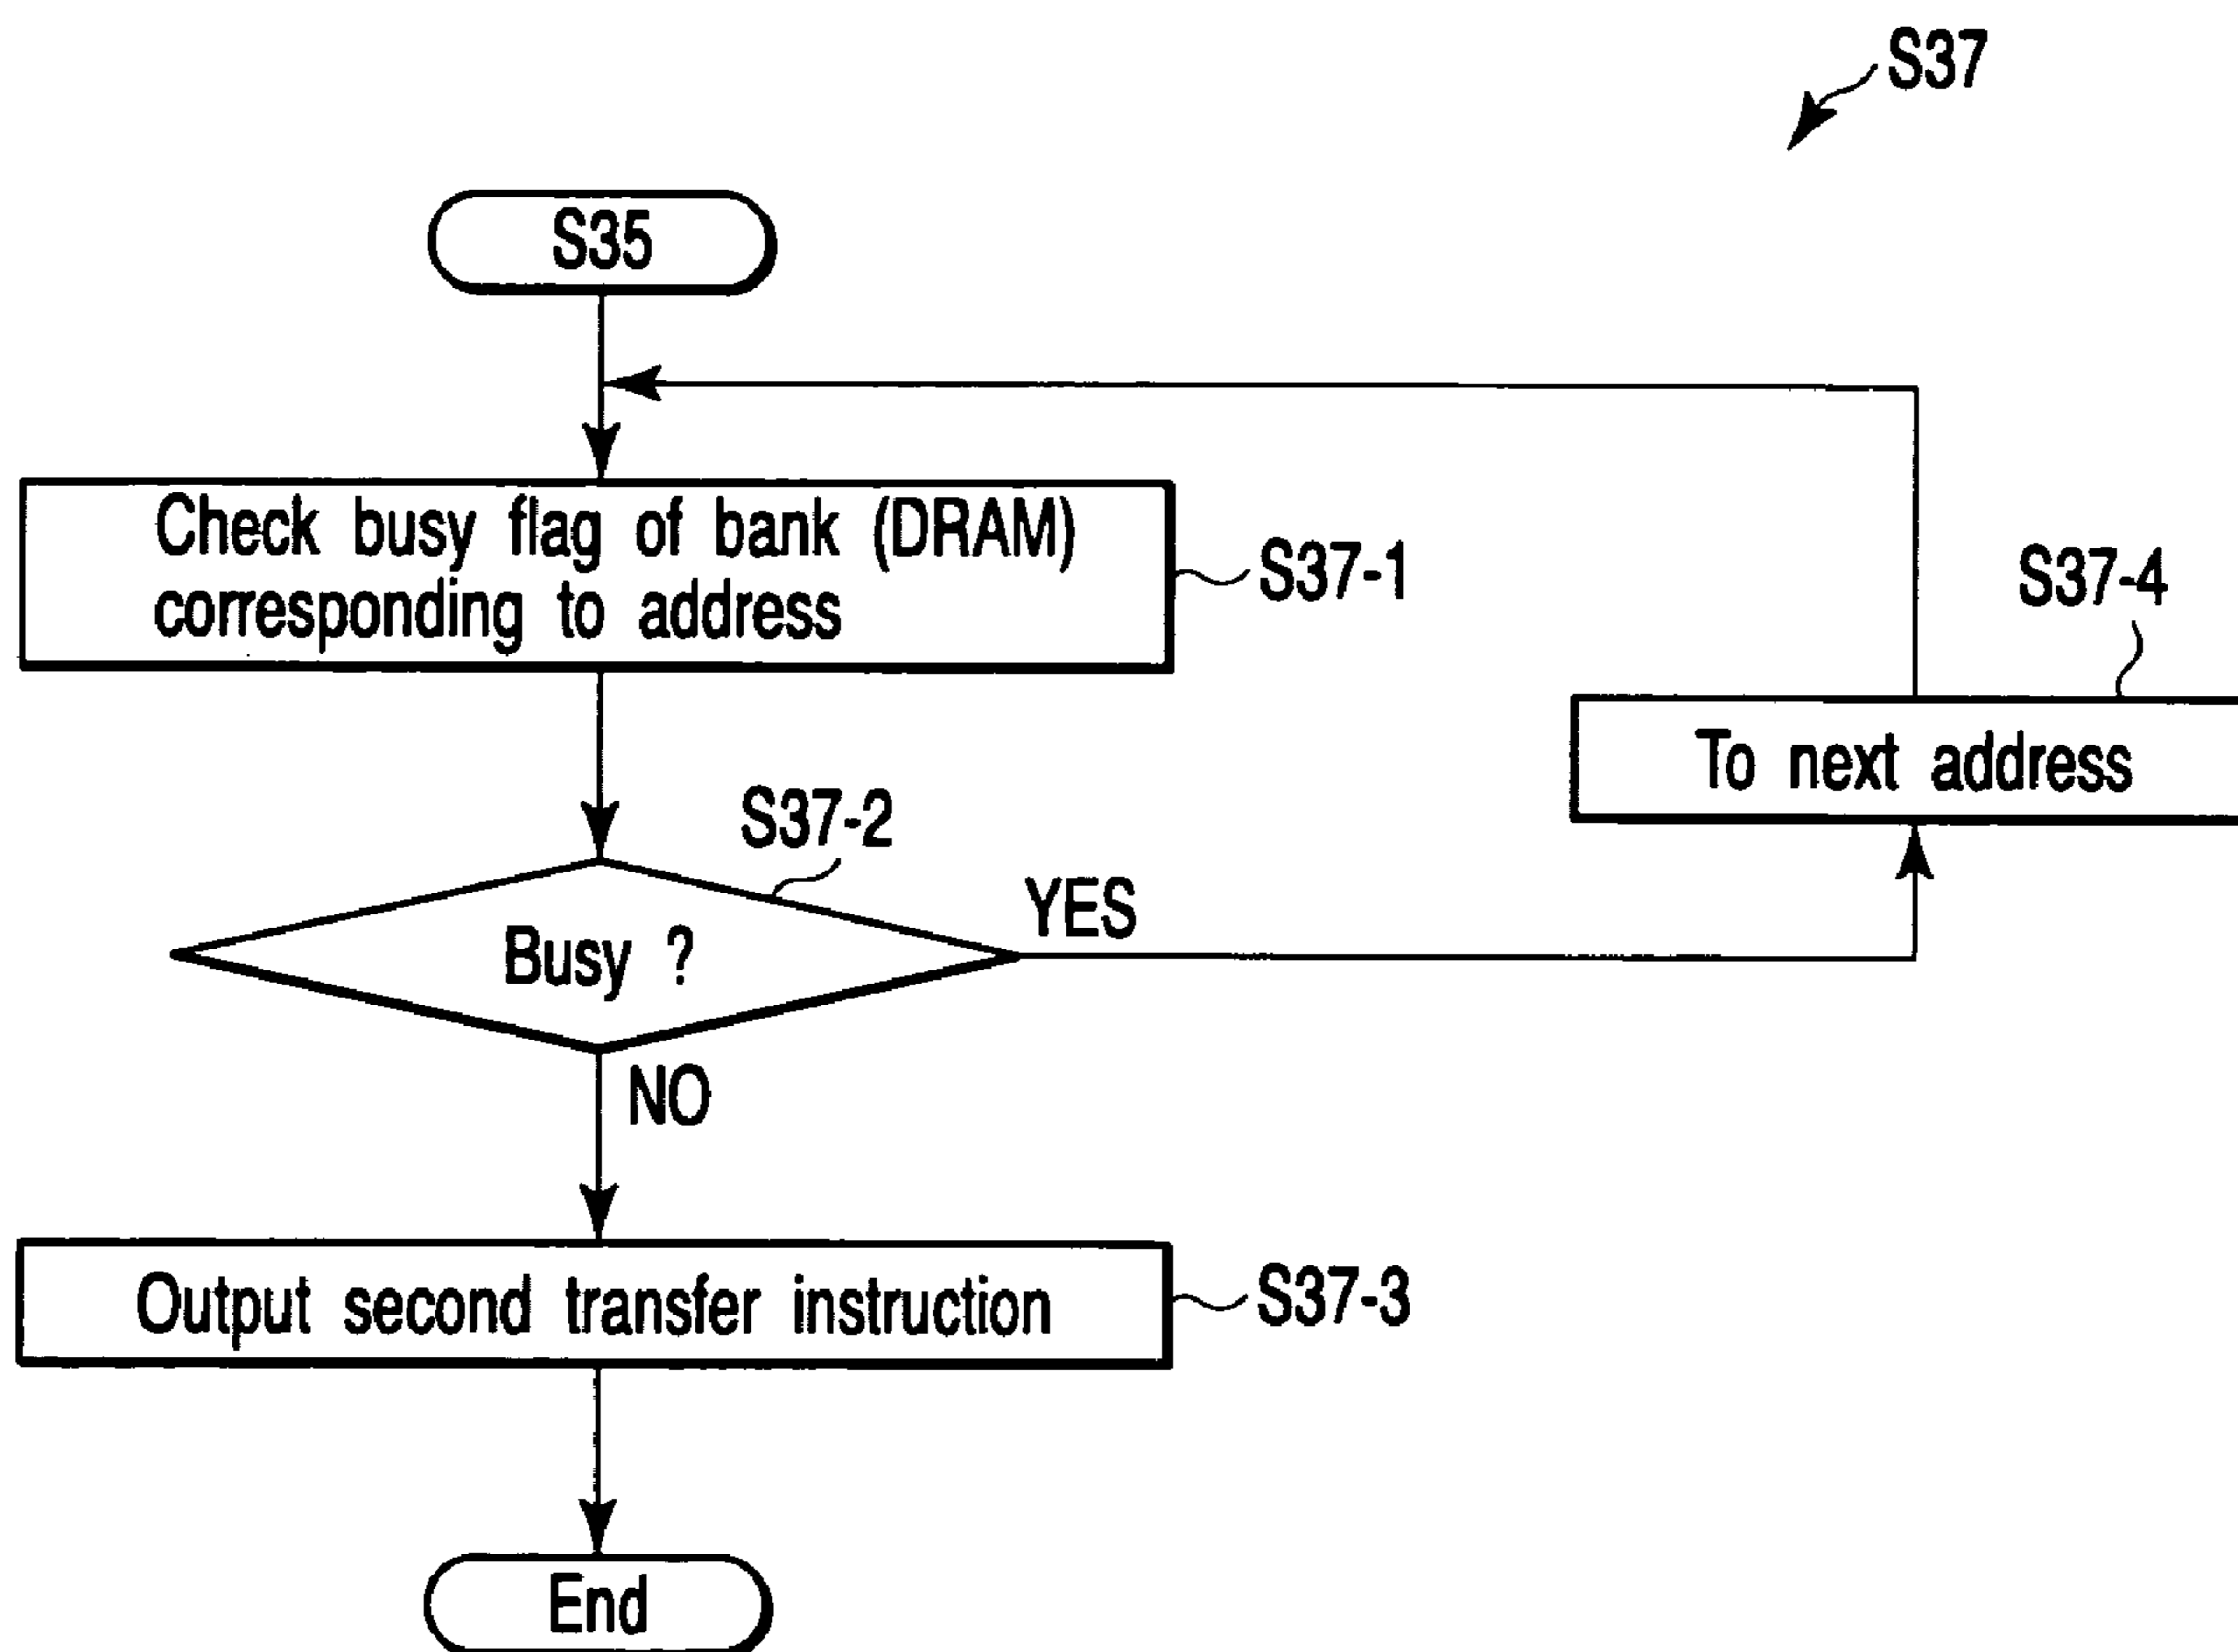 S37
S35
Check busy flag of bank (DRAM)
corresponding to address
S37-1
S37-4
To next address
S37-2
Busy ?
YES
NO
Output second transfer instruction
S37-3
End